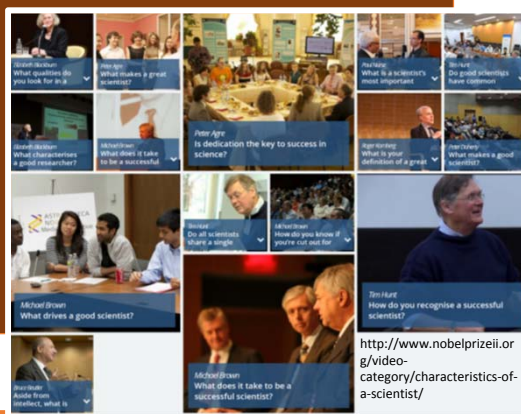 Elizabeth Blackburn
What qualities do
you look for in a
Peter Agre
What makes a great
scientist?
Peter Agre
Is dedication the key to success in
science?
Paul Nurse
What is a scientist's
most important
Tim Hunt
Do good scientists
have common
Elizabeth Blackburn
What characterises
a good researcher?
Michael Brown
What does it take
to be a successful
Roger Kornberg
What is your
definition of a great
Peter Doherty
What makes a good
scientist?
Michael Brown
What drives a good scientist?
Tim Hunt
Do all scientists
share a single
Michael Brown
How do you know if
you're cut out for
Tim Hunt
How do you recognise a successful
scientist?
Michael Brown
What does it take to be a
successful scientist?
Bruce Beutler
Aside from
intellect, what is
http://www.nobelprizeii.or
g/video-
category/characteristics-of-
a-scientist/